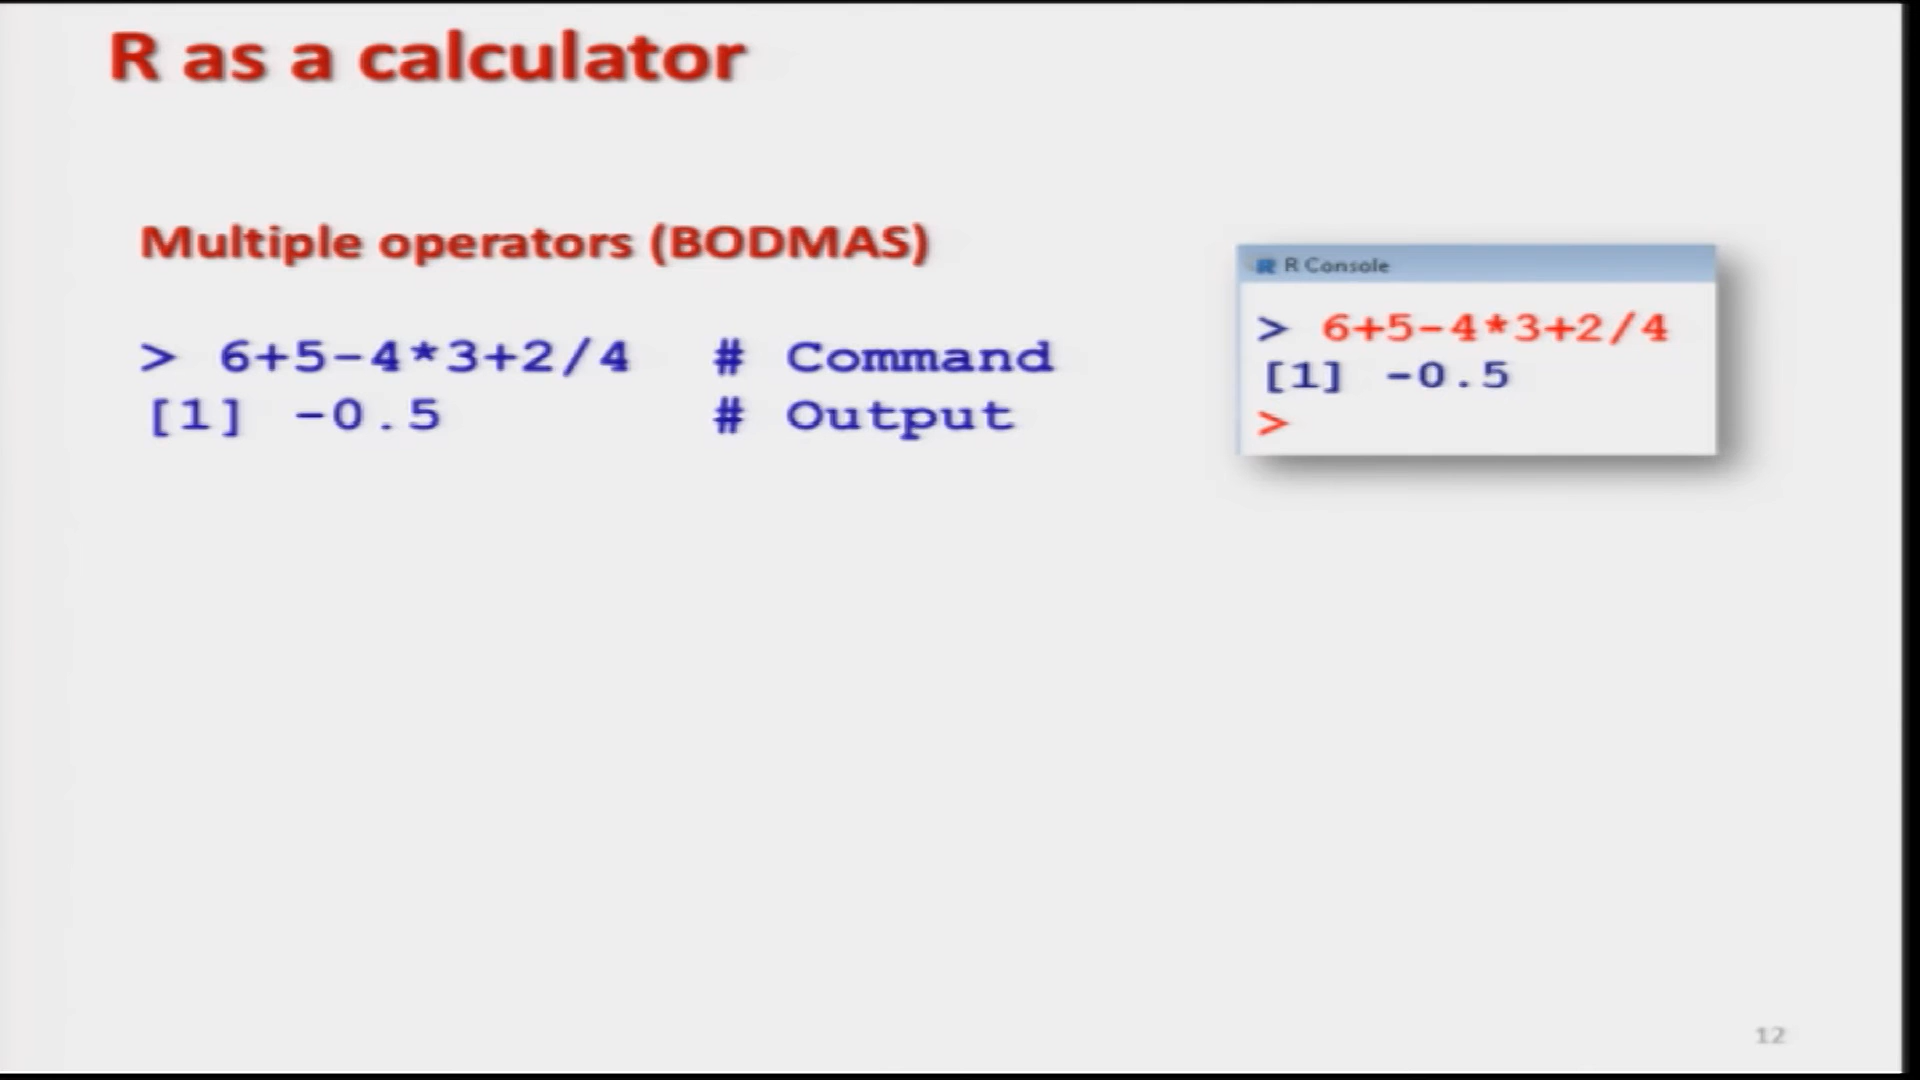 R as a calculator
Multiple operators (BODMAS)
> 6+5-4*3+2/4 # Command
[1] -0.5 # Output
R Console
> 6+5-4*3+2/4
[1] -0.5
>
12